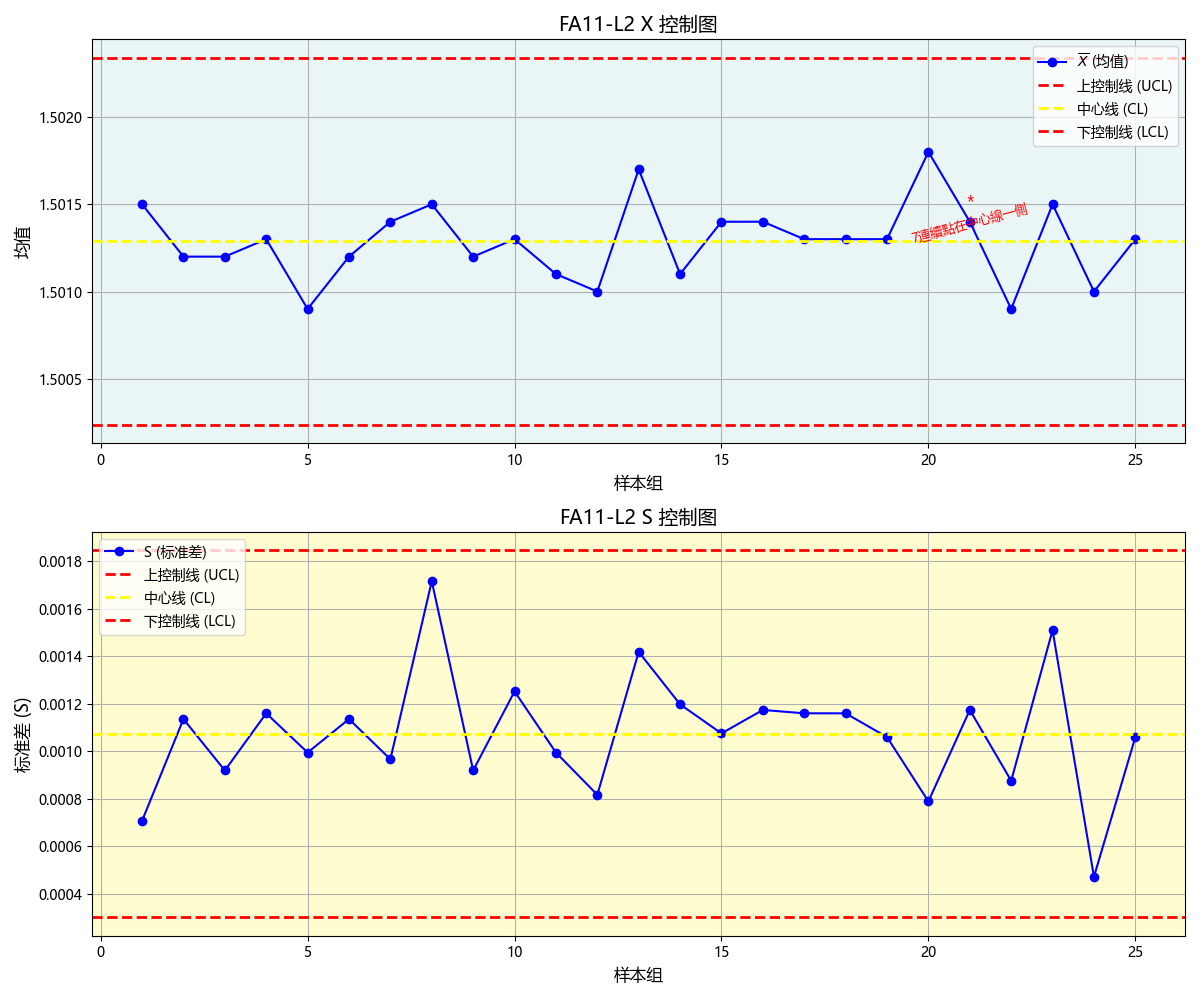 FA11-L2 X 控制图
X (均值)
上控制线 (UCL)
中心线 (CL)
下控制线 (LCL)
1.5020
1.5015
1.5010
1.5005
均值
*
7連續點在中心線一側
0 5 10 15 20 25
样本组
FA11-L2 S 控制图
S (标准差)
上控制线 (UCL)
中心线 (CL)
下控制线 (LCL)
0.0018
0.0016
0.0014
0.0012
0.0010
0.0008
0.0006
0.0004
标准差 (S)
0 5 10 15 20 25
样本组